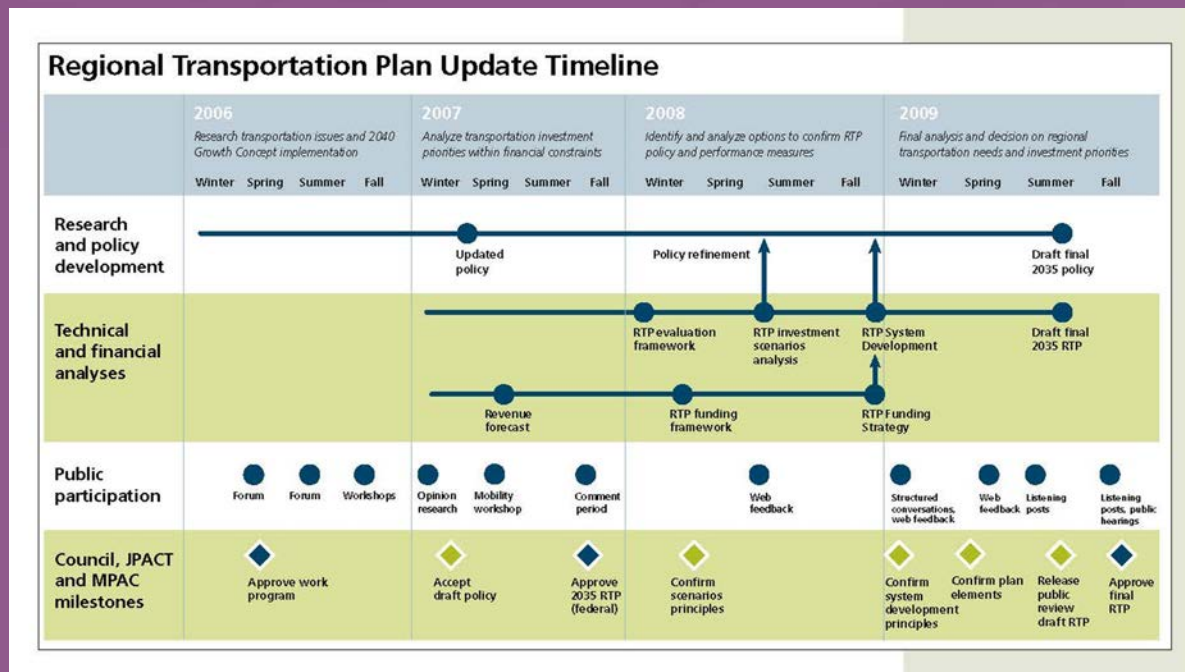 Regional Transportation Plan Update Timeline
2006
Research transportation issues and 2040
Growth Concept implementation
Winter Spring Summer Fall
2007
Analyze transportation investment
priorities within financial constraints
Winter Spring Summer Fall
2008
Identify and analyze options to confirm RTP
policy and performance measures
Winter Spring Summer Fall
2009
Final analysis and decision on regional
transportation needs and investment priorities
Winter Spring Summer Fall
Research
and policy
development
Updated
policy
Policy refinement
Draft final
2035 policy
Technical
and financial
analyses
RTP evaluation
framework
RTP investment
scenarios
analysis
RTP System
Development
Draft final
2035 RTP
Revenue
forecast
RTP funding
framework
RTP Funding
Strategy
Public
participation
Forum
Forum
Workshops
Opinion
research
Mobility
workshop
Comment
period
Web
feedback
Structured
conversations,
web feedback
Web
feedback
Listening
posts
Listening
posts, public
hearings
Council, JPACT
and MPAC
milestones
Approve work
program
Accept
draft policy
Approve
2035 RTP
(federal)
Confirm
scenarios
principles
Confirm
system
development
principles
Confirm plan
elements
Release
public
review
draft RTP
Approve
final
RTP